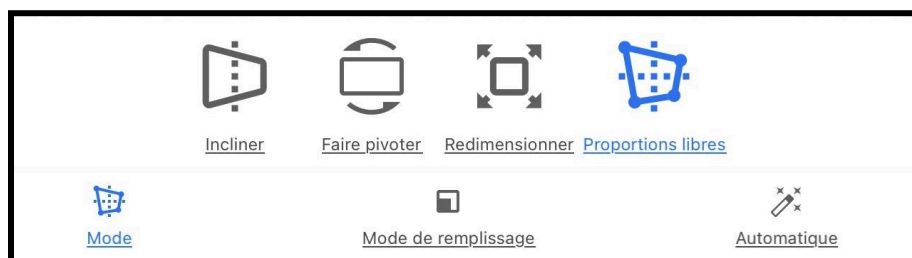 Incliner Faire pivoter Redimensionner Proportions libres
Mode Mode de remplissage Automatique